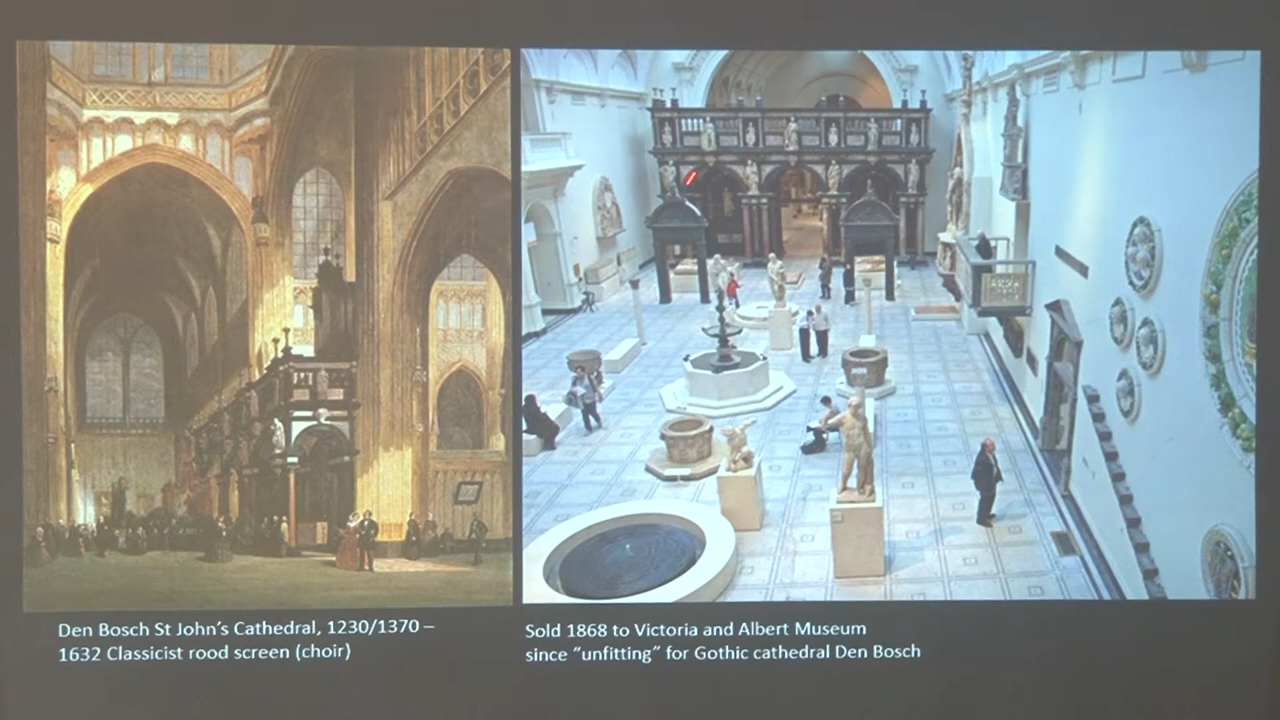 Den Bosch St John's Cathedral, 1230/1370 –
1632 Classicist rood screen (choir)
Sold 1868 to Victoria and Albert Museum
since "unfitting" for Gothic cathedral Den Bosch